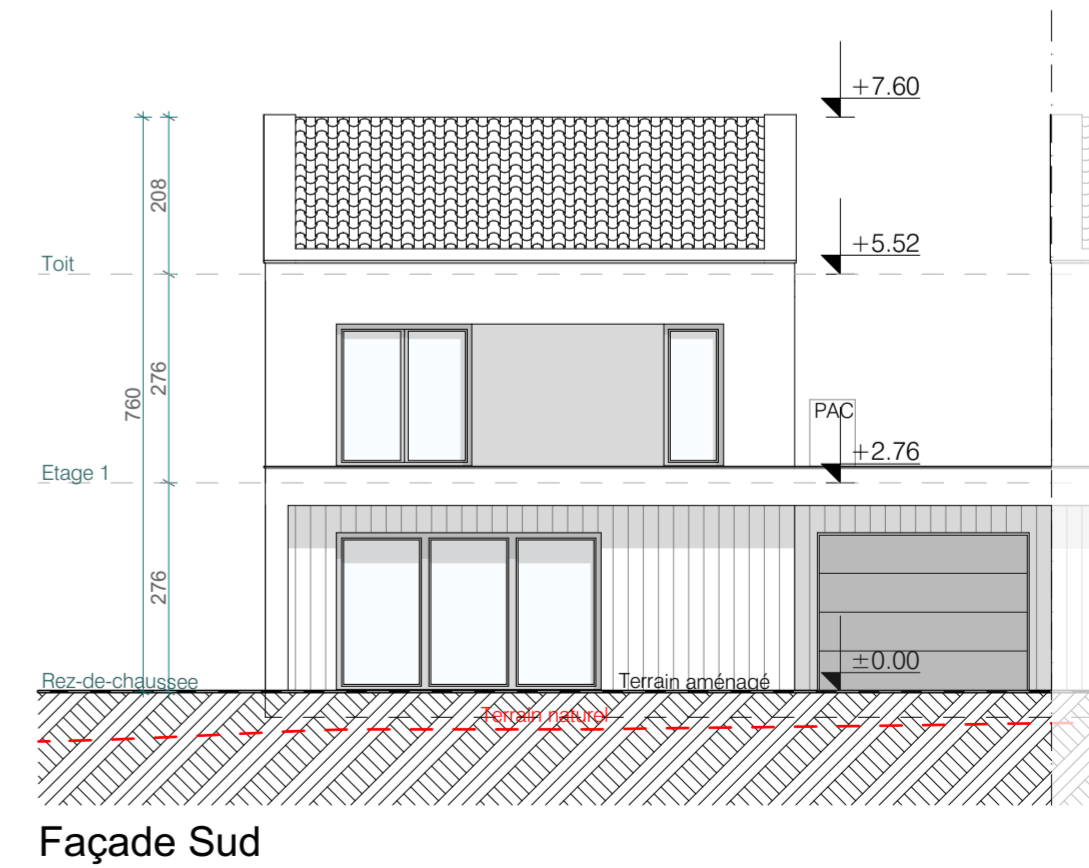 +7.60
208
+5.52
Toit
276
760
PAC
+2.76
Etage 1
276
±0.00
Rez-de-chaussee
Terrain aménagé
Terrain naturel
Façade Sud